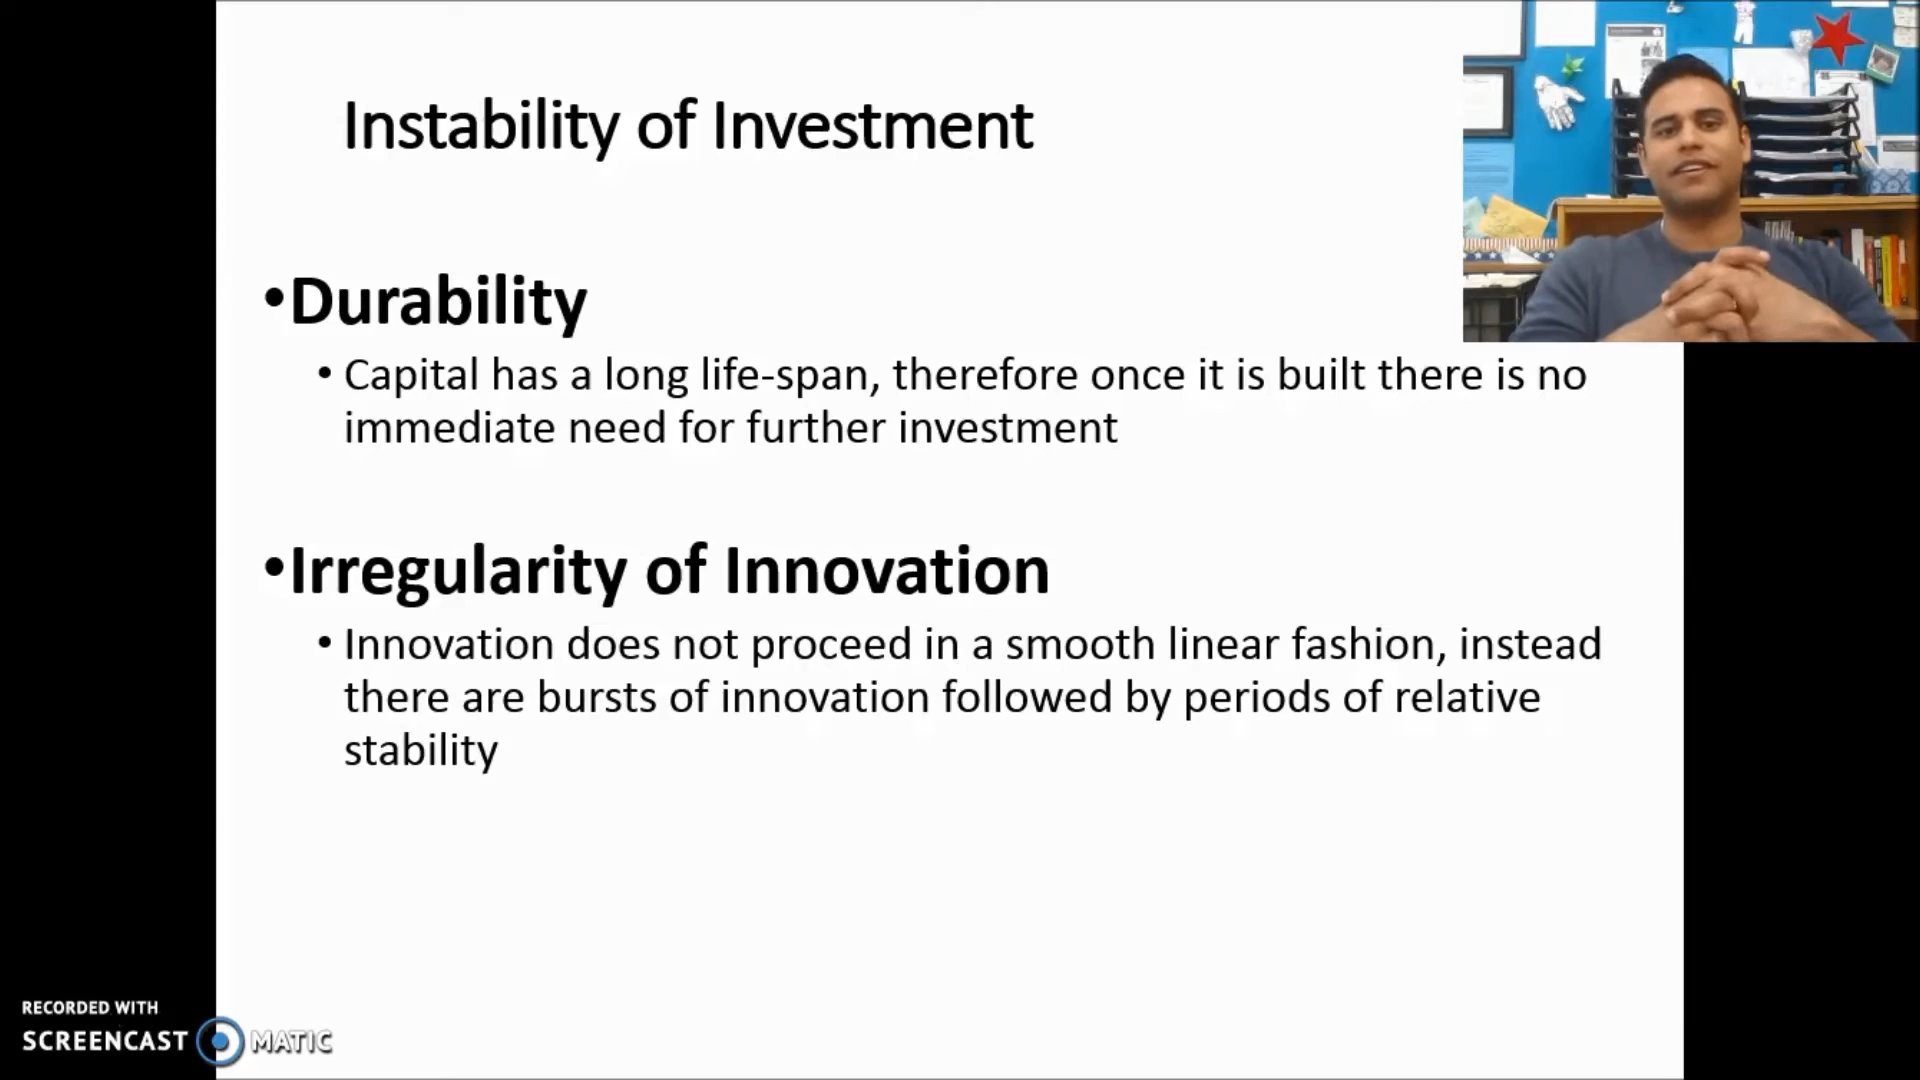 Instability of Investment
•Durability
• Capital has a long life-span, therefore once it is built there is no
immediate need for further investment
•Irregularity of Innovation
• Innovation does not proceed in a smooth linear fashion, instead
there are bursts of innovation followed by periods of relative
stability
RECORDED WITH
SCREENCAST MATIC